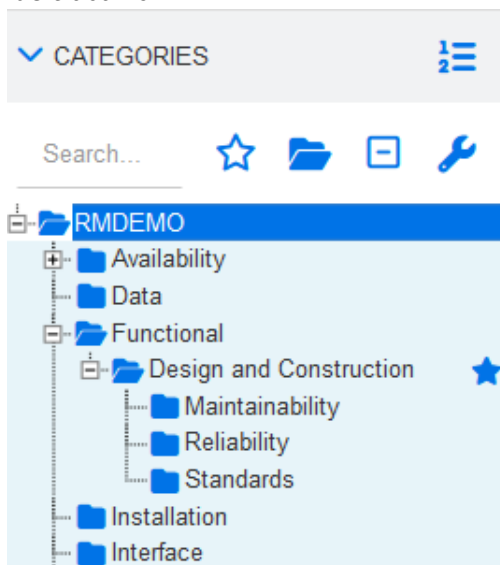 CATEGORIES
Search...
RMDEMO
Availability
Data
Functional
Design and Construction
Maintainability
Reliability
Standards
Installation
Interface